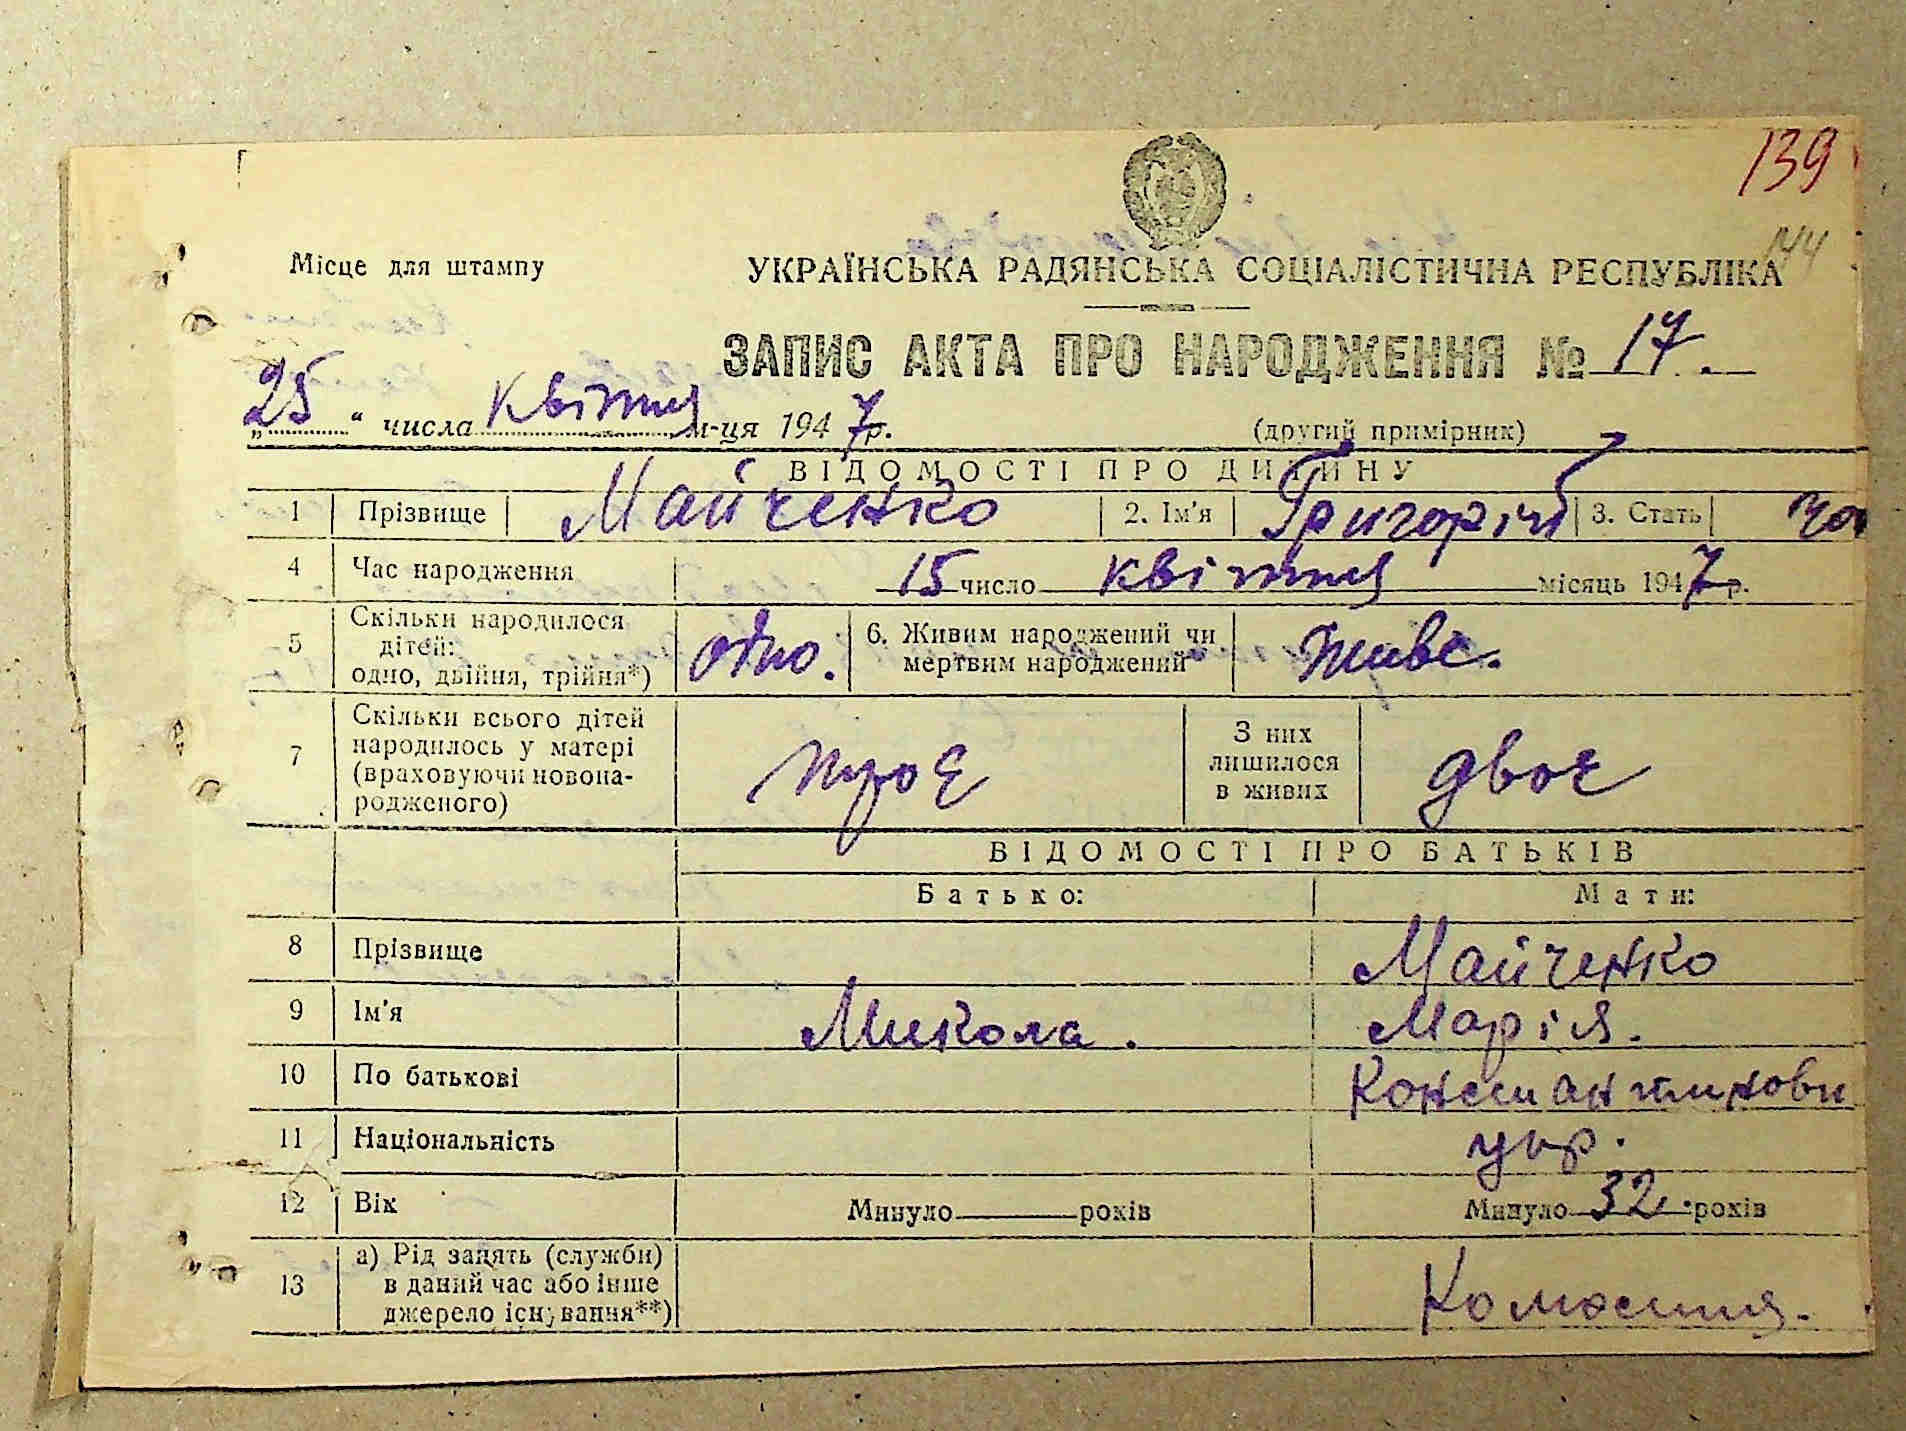 139
144
Місце для штампу
УКРАЇНСЬКА РАДЯНСЬКА СОЦІАЛІСТИЧНА РЕСПУБЛІКА
ЗАПИС АКТА ПРО НАРОДЖЕННЯ № 17.
„25“ числа квітня м-ця 1947 р.
(другий примірник)
ВІДОМОСТІ ПРО ДИТИНУ
1 Прізвище Майченко 2. Ім'я Григорій 3. Стать чол
4 Час народження 15 число квітня місяць 1947 р.
5 Скільки народилося дітей: одно, двійня, трійня*) одно. 6. Живим народжений чи мертвим народжений живе.
7 Скільки всього дітей народилось у матері (враховуючи новонародженого) троє З них лишилося в живих двоє
ВІДОМОСТІ ПРО БАТЬКІВ
Батько: Мати:
8 Прізвище Майченко
9 Ім'я Микола. Марія.
10 По батькові Константинови
11 Національність укр.
12 Вік Минуло років Минуло 32 років
13 а) Рід занять (служби) в даний час або інше джерело існування**)